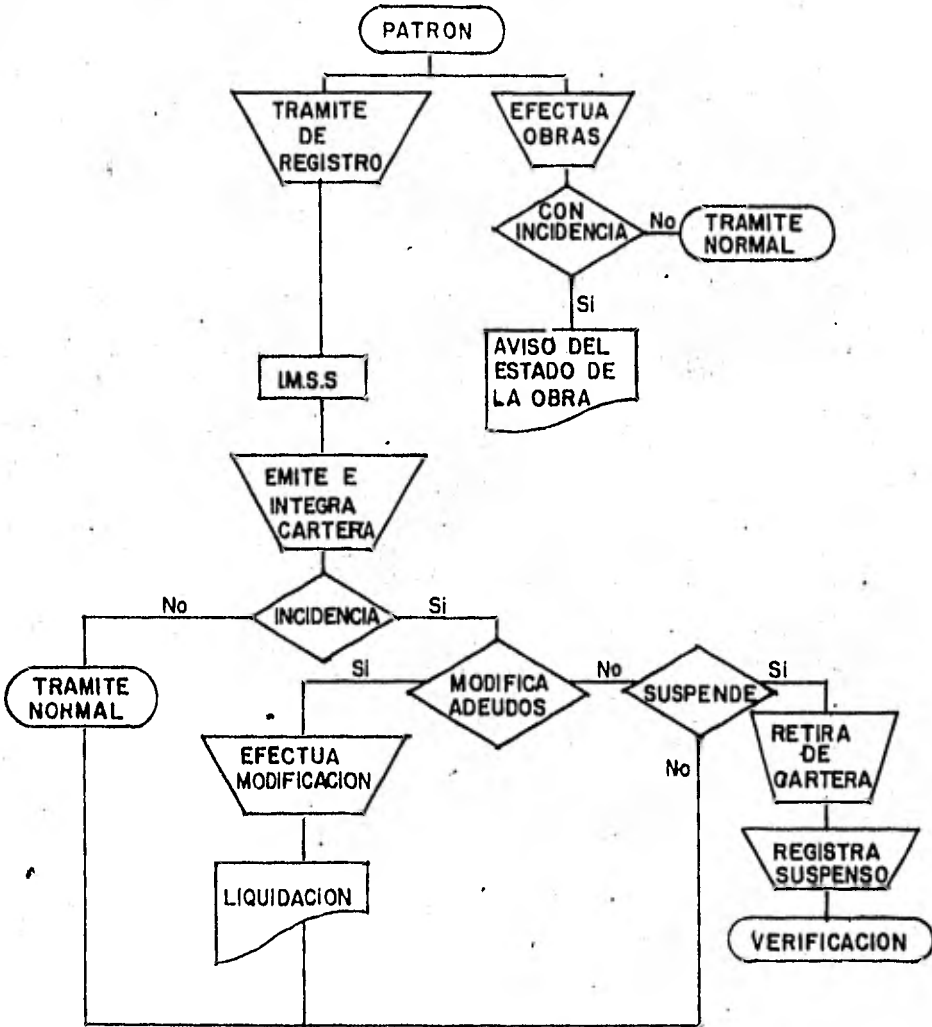 PATRON
TRAMITE
DE
REGISTRO
EFECTUA
OBRAS
CON
INCIDENCIA
No
TRAMITE
NORMAL
Si
AVISO DEL
ESTADO DE
LA OBRA
I.M.S.S
EMITE E
INTEGRA
CARTERA
INCIDENCIA
No
Si
TRAMITE
NORMAL
MODIFICA
ADEUDOS
Si
No
SUSPENDE
Si
No
EFECTUA
MODIFICACION
LIQUIDACION
RETIRA
DE
CARTERA
REGISTRA
SUSPENSO
VERIFICACION